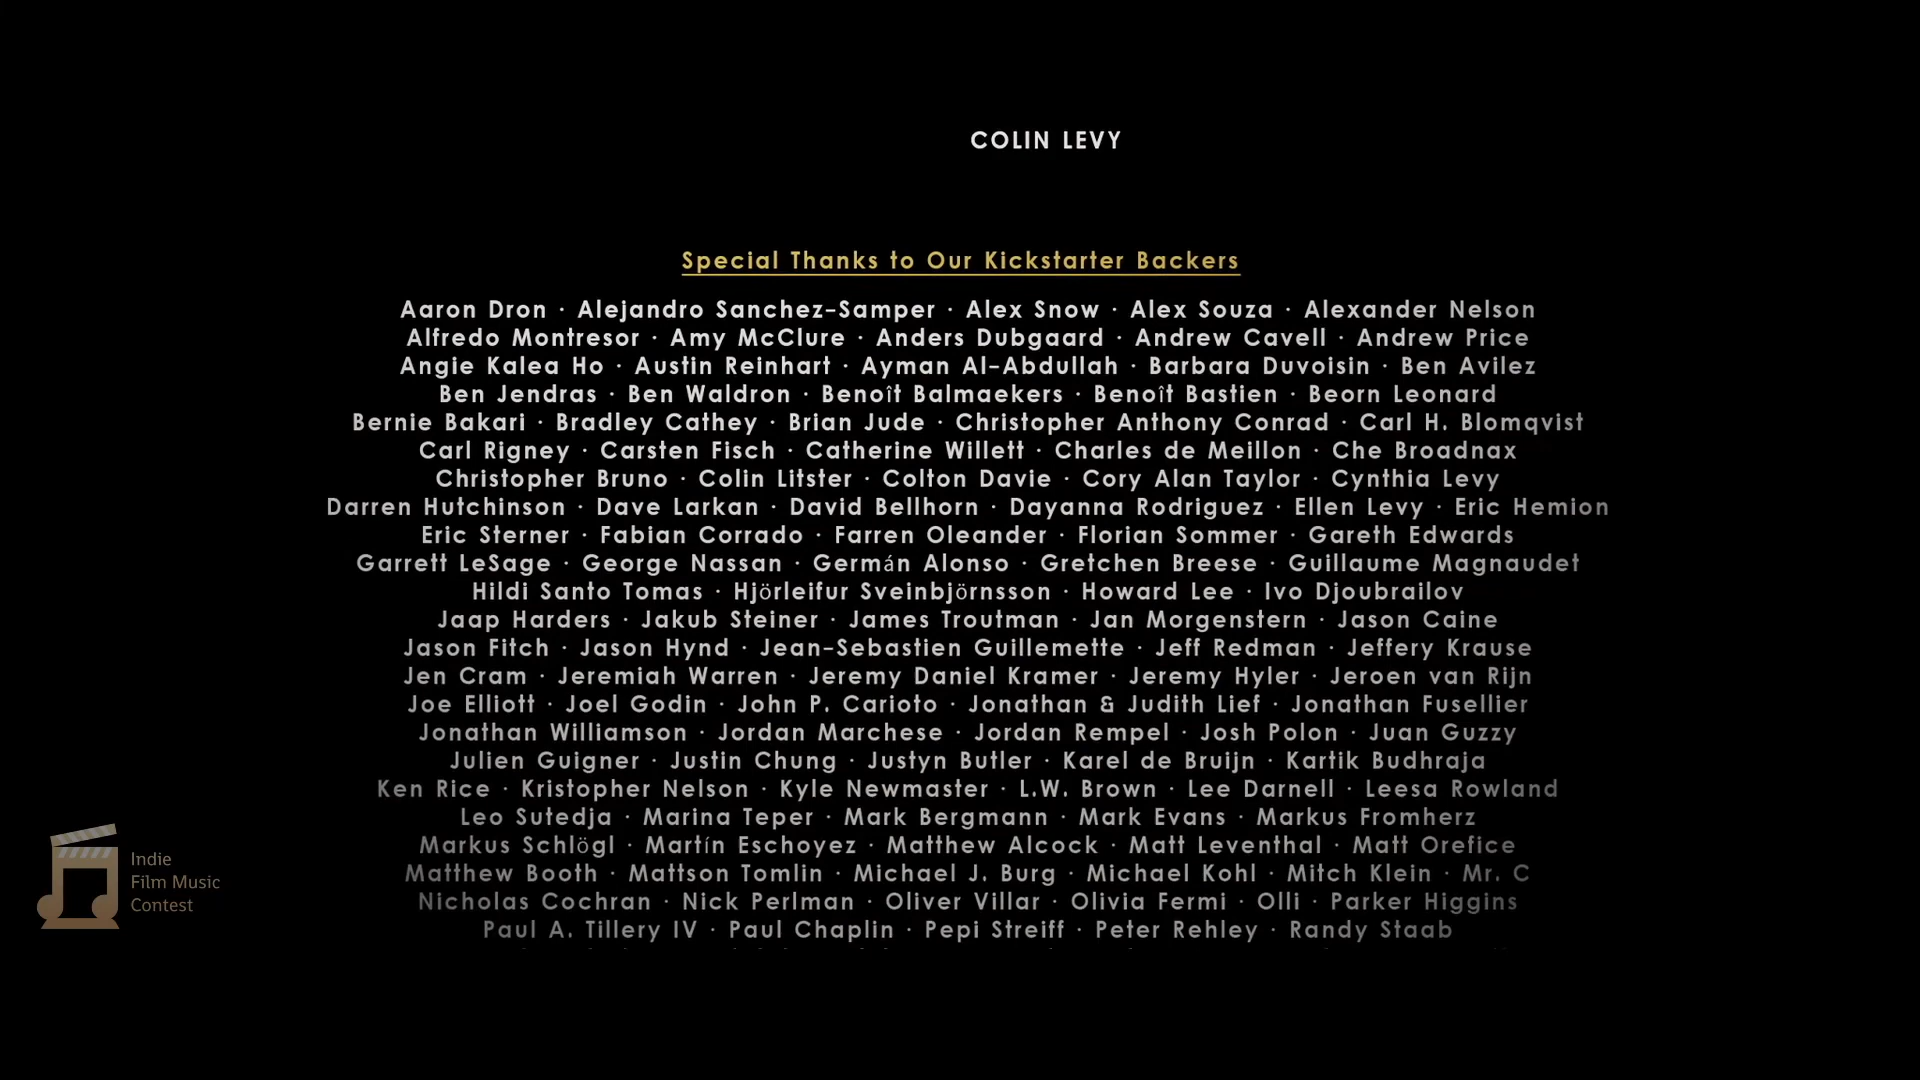 COLIN LEVY
Special Thanks to Our Kickstarter Backers
Aaron Dron · Alejandro Sanchez-Samper · Alex Snow · Alex Souza · Alexander Nelson
Alfredo Montresor · Amy McClure · Anders Dubgaard · Andrew Cavell · Andrew Price
Angie Kalea Ho · Austin Reinhart · Ayman Al-Abdullah · Barbara Duvoisin · Ben Avilez
Ben Jendras · Ben Waldron · Benoît Balmaekers · Benoît Bastien · Beorn Leonard
Bernie Bakari · Bradley Cathey · Brian Jude · Christopher Anthony Conrad · Carl H. Blomqvist
Carl Rigney · Carsten Fisch · Catherine Willett · Charles de Meillon · Che Broadnax
Christopher Bruno · Colin Litster · Colton Davie · Cory Alan Taylor · Cynthia Levy
Darren Hutchinson · Dave Larkan · David Bellhorn · Dayanna Rodriguez · Ellen Levy · Eric Hemion
Eric Sterner · Fabian Corrado · Farren Oleander · Florian Sommer · Gareth Edwards
Garrett LeSage · George Nassan · Germán Alonso · Gretchen Breese · Guillaume Magnaudet
Hildi Santo Tomas · Hjörleifur Sveinbjörnsson · Howard Lee · Ivo Djoubrailov
Jaap Harders · Jakub Steiner · James Troutman · Jan Morgenstern · Jason Caine
Jason Fitch · Jason Hynd · Jean-Sebastien Guillemette · Jeff Redman · Jeffery Krause
Jen Cram · Jeremiah Warren · Jeremy Daniel Kramer · Jeremy Hyler · Jeroen van Rijn
Joe Elliott · Joel Godin · John P. Carioto · Jonathan & Judith Lief · Jonathan Fusellier
Jonathan Williamson · Jordan Marchese · Jordan Rempel · Josh Polon · Juan Guzzy
Julien Guigner · Justin Chung · Justyn Butler · Karel de Bruijn · Kartik Budhraja
Ken Rice · Kristopher Nelson · Kyle Newmaster · L.W. Brown · Lee Darnell · Leesa Rowland
Leo Sutedja · Marina Teper · Mark Bergmann · Mark Evans · Markus Fromherz
Markus Schlögl · Martín Eschoyez · Matthew Alcock · Matt Leventhal · Matt Orefice
Matthew Booth · Mattson Tomlin · Michael J. Burg · Michael Kohl · Mitch Klein · Mr. C
Nicholas Cochran · Nick Perlman · Oliver Villar · Olivia Fermi · Olli · Parker Higgins
Paul A. Tillery IV · Paul Chaplin · Pepi Streiff · Peter Rehley · Randy Staab
Indie
Film Music
Contest